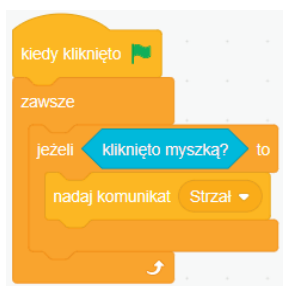 kiedy kliknięto
zawsze
jeżeli kliknięto myszką? to
nadaj komunikat Strzał